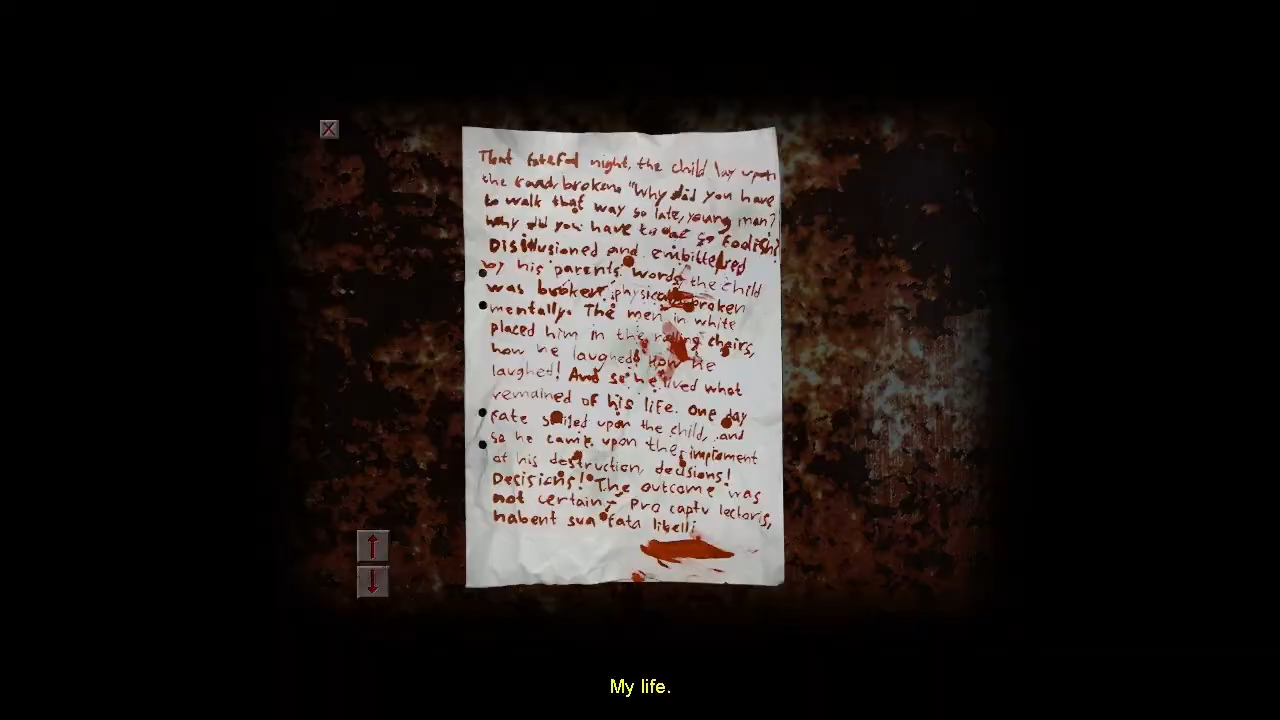 That fateful night, the child lay upon
the road, broken. "Why did you have
to walk that way so late, young man?
Why did you have to so foolish?
Disillusioned and embittered
by his parents' words the child
was broken physically broken
mentally. The men in white
placed him in the rolling chairs,
how he laughed! How he
laughed! And so he lived what
remained of his life. One day
fate smiled upon the child, and
so he came upon the impliment
of his destruction, decisions!
Decisions! The outcome was
not certain, Pro captu lectoris,
habent sua fata libelli
My life.